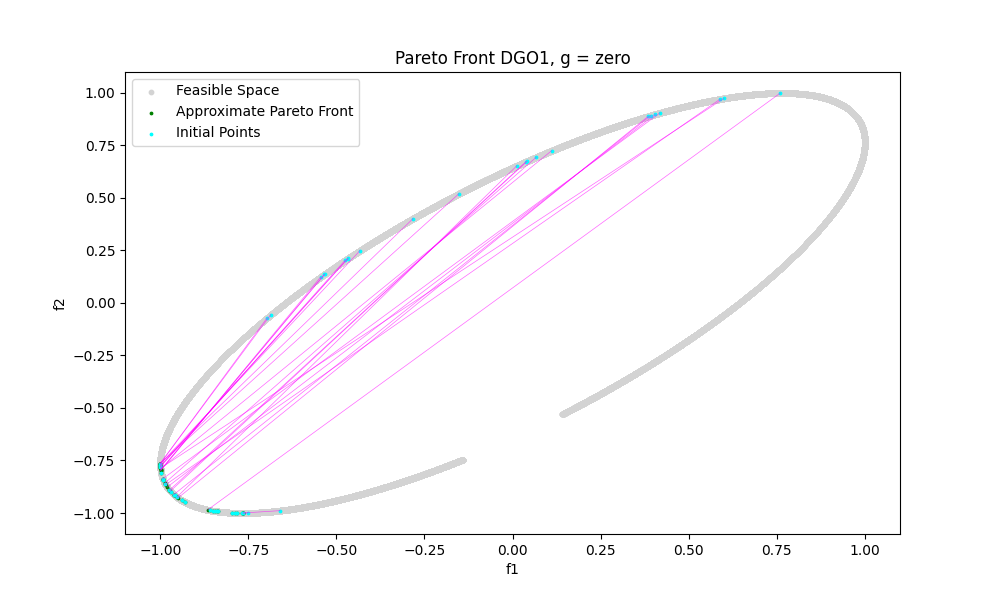 Pareto Front DGO1, g = zero
Feasible Space
Approximate Pareto Front
Initial Points
f2
1.00
0.75
0.50
0.25
0.00
−0.25
−0.50
−0.75
−1.00
−1.00 −0.75 −0.50 −0.25 0.00 0.25 0.50 0.75 1.00
f1